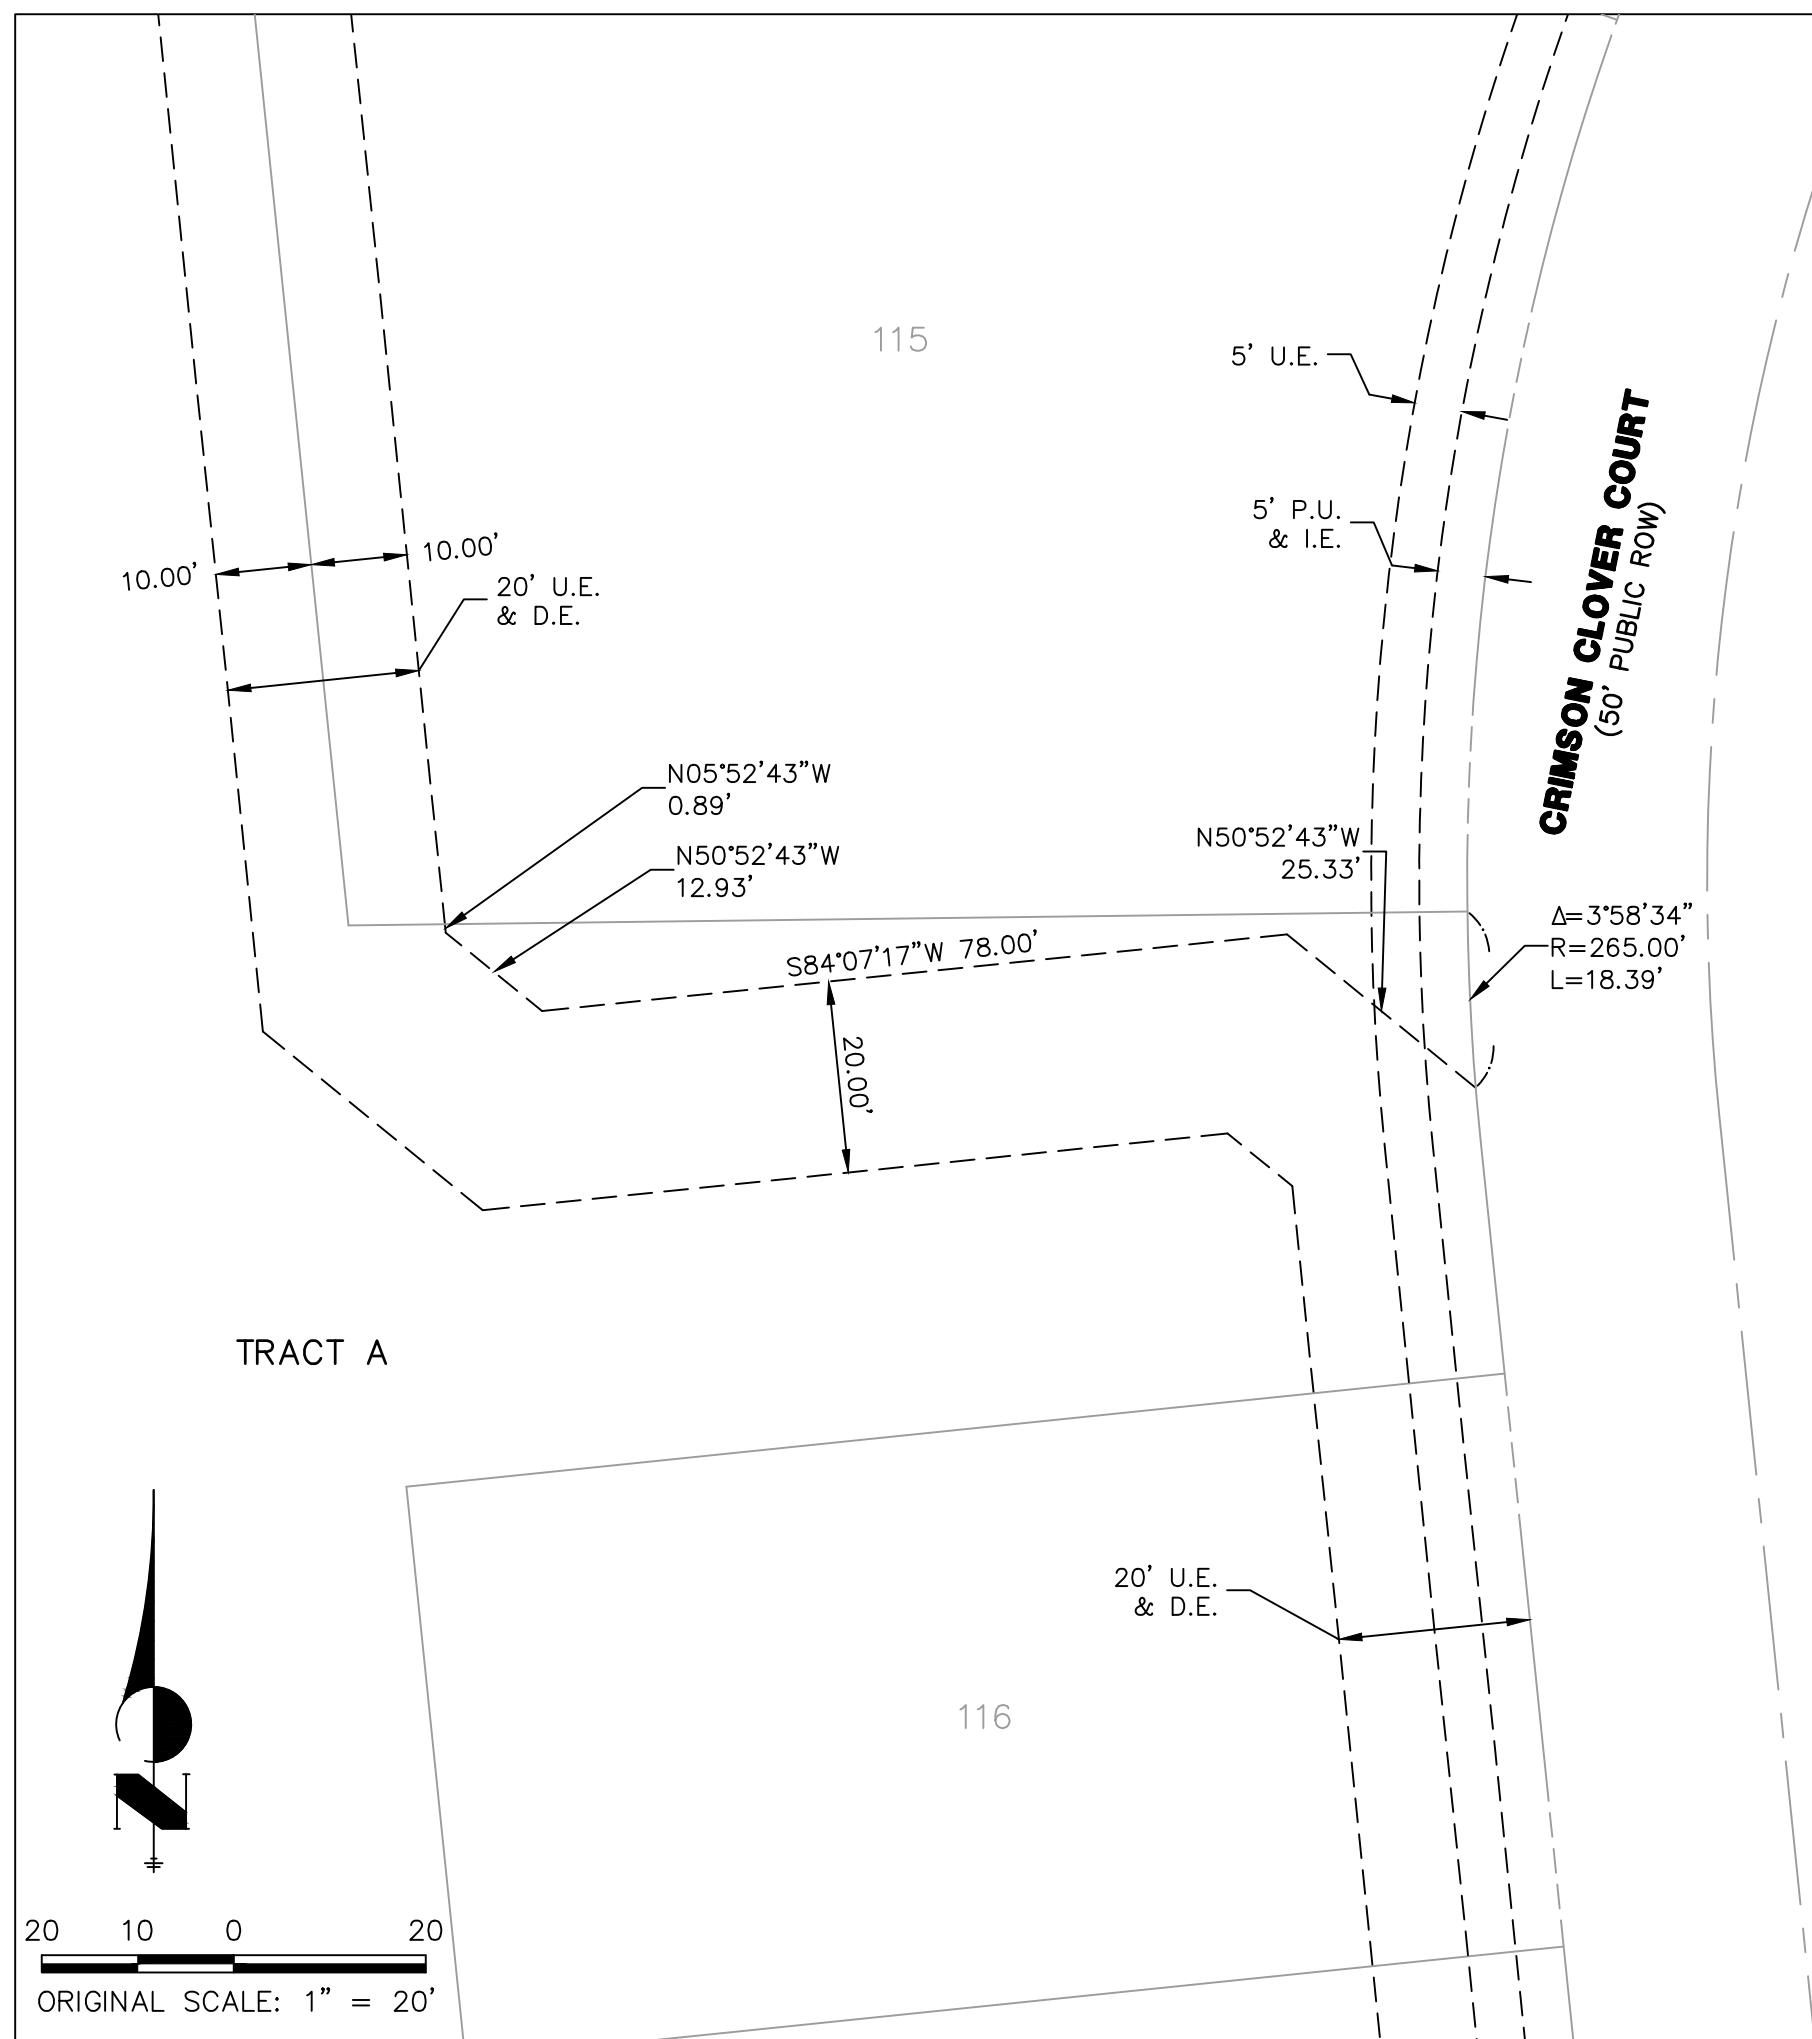 115
5' U.E.
5' P.U.
& I.E.
CRIMSON CLOVER COURT
(50' PUBLIC ROW)
10.00'
10.00'
20' U.E.
& D.E.
N05°52'43"W
0.89'
N50°52'43"W
12.93'
N50°52'43"W
25.33'
Δ=3°58'34"
R=265.00'
L=18.39'
S84°07'17"W 78.00'
20.00'
TRACT A
20' U.E.
& D.E.
116
N
20 10 0 20
ORIGINAL SCALE: 1" = 20'